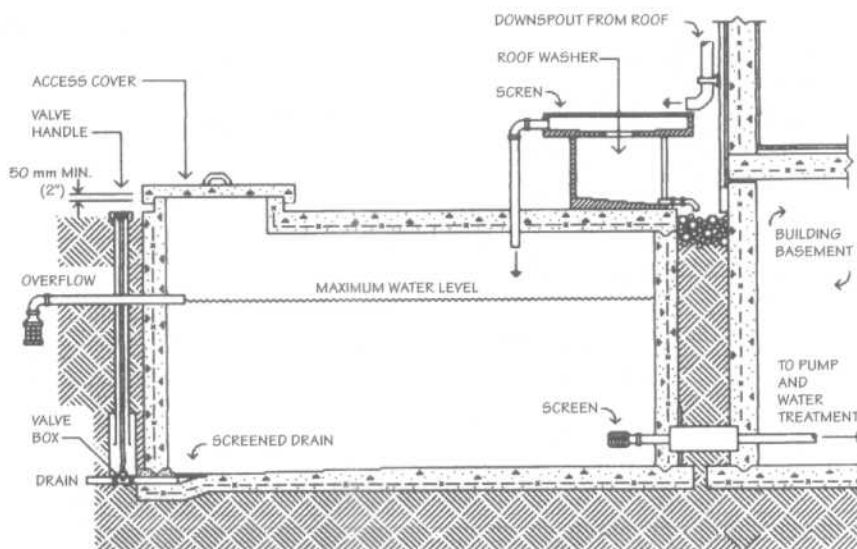 DOWNSPOUT FROM ROOF
ROOF WASHER
SCREN
ACCESS COVER
VALVE
HANDLE
50 mm MIN.
(2")
OVERFLOW
MAXIMUM WATER LEVEL
BUILDING
BASEMENT
TO PUMP
AND
WATER
TREATMENT
SCREEN
VALVE
BOX
SCREENED DRAIN
DRAIN